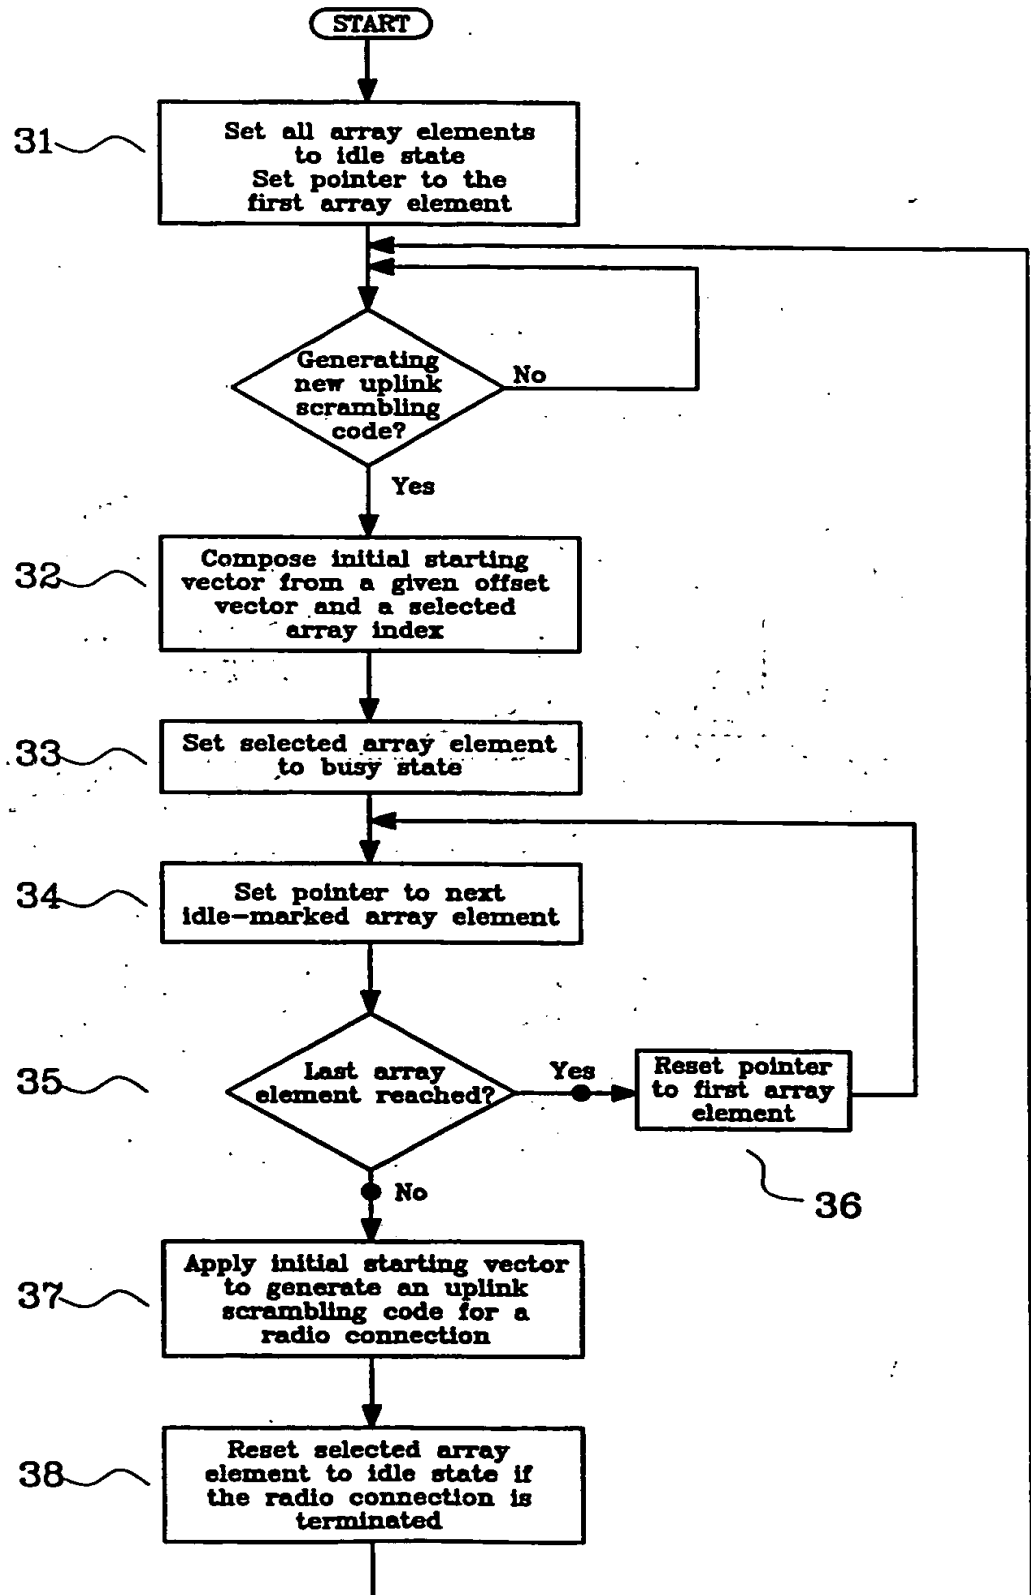 START
31
Set all array elements
to idle state
Set pointer to the
first array element
Generating
new uplink
scrambling
code?
No
Yes
32
Compose initial starting
vector from a given offset
vector and a selected
array index
33
Set selected array element
to busy state
34
Set pointer to next
idle-marked array element
35
Last array
element reached?
Yes
Reset pointer
to first array
element
36
No
37
Apply initial starting vector
to generate an uplink
scrambling code for a
radio connection
38
Reset selected array
element to idle state if
the radio connection is
terminated